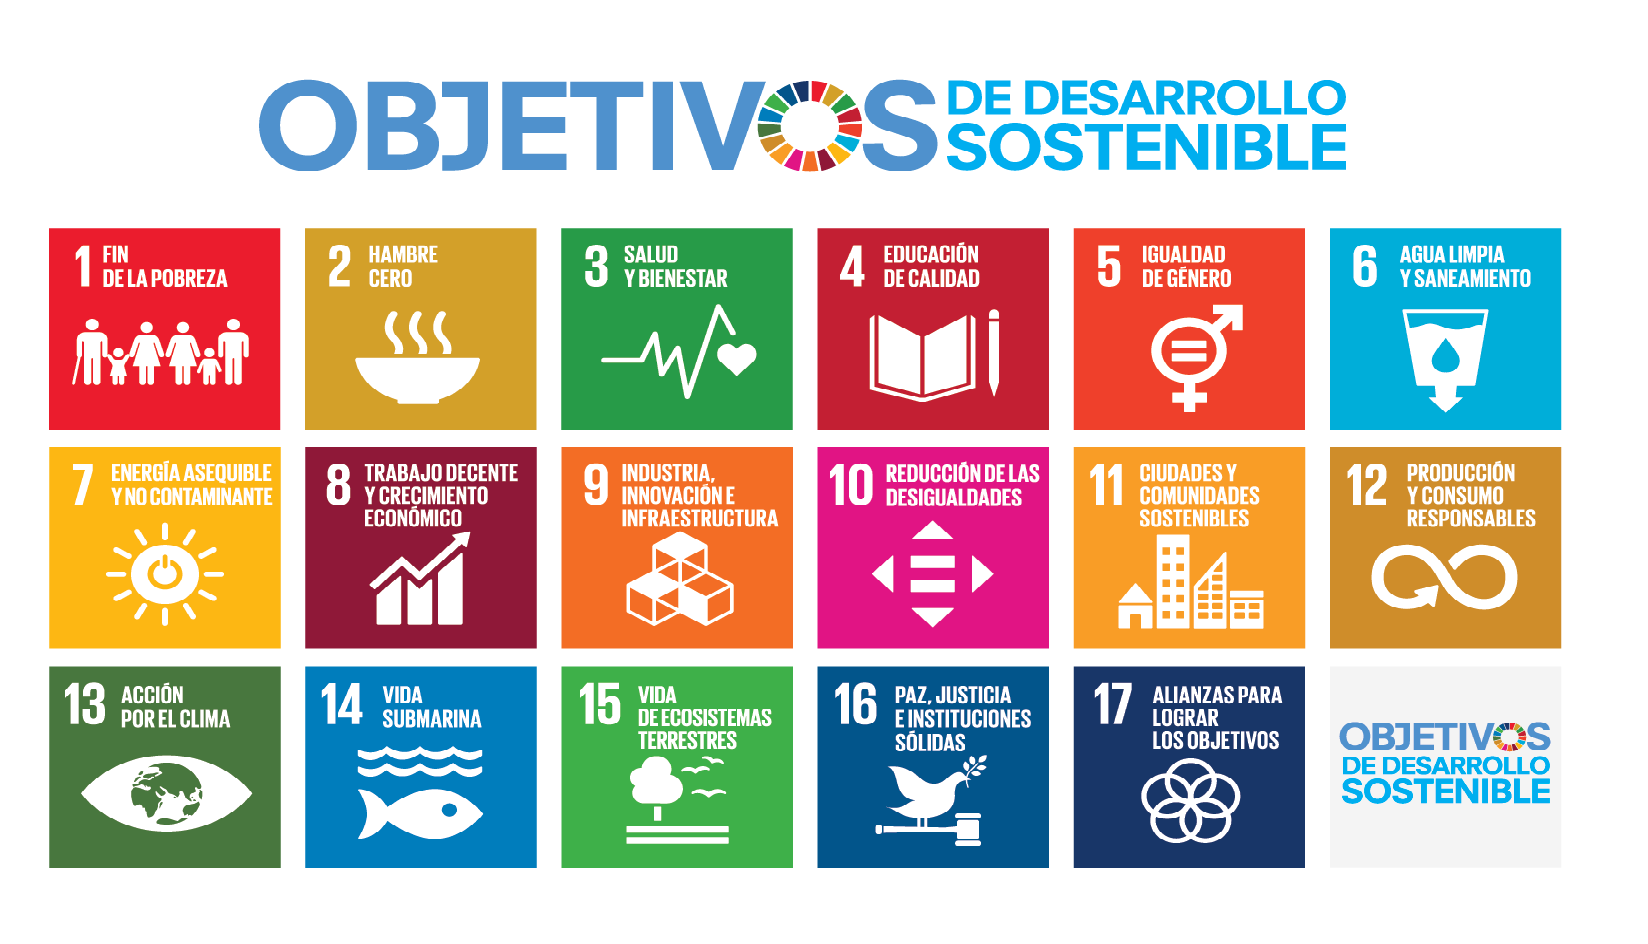 OBJETIVOS DE DESARROLLO
SOSTENIBLE
1 FIN
DE LA POBREZA
2 HAMBRE
CERO
3 SALUD
Y BIENESTAR
4 EDUCACIÓN
DE CALIDAD
5 IGUALDAD
DE GÉNERO
6 AGUA LIMPIA
Y SANEAMIENTO
7 ENERGÍA ASEQUIBLE
Y NO CONTAMINANTE
8 TRABAJO DECENTE
Y CRECIMIENTO
ECONÓMICO
9 INDUSTRIA,
INNOVACIÓN E
INFRAESTRUCTURA
10 REDUCCIÓN DE LAS
DESIGUALDADES
11 CIUDADES Y
COMUNIDADES
SOSTENIBLES
12 PRODUCCIÓN
Y CONSUMO
RESPONSABLES
13 ACCIÓN
POR EL CLIMA
14 VIDA
SUBMARINA
15 VIDA
DE ECOSISTEMAS
TERRESTRES
16 PAZ, JUSTICIA
E INSTITUCIONES
SÓLIDAS
17 ALIANZAS PARA
LOGRAR
LOS OBJETIVOS
OBJETIVOS
DE DESARROLLO
SOSTENIBLE